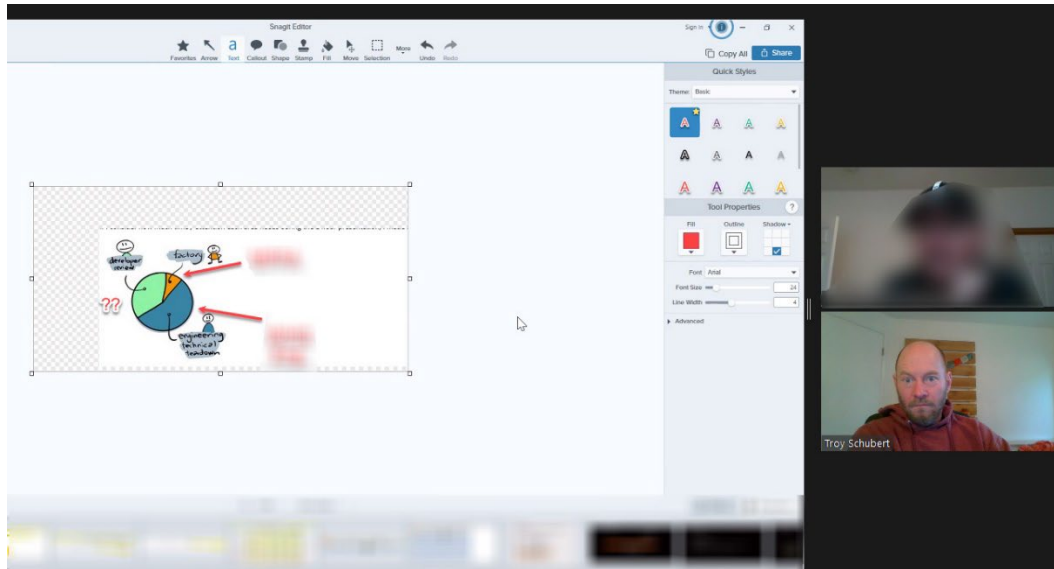 Snagit Editor
Sign in
Favorites Arrow Text Callout Shape Stamp Fill Move Selection More Undo Redo
Copy All Share
Quick Styles
Theme: Basic
Tool Properties
?
Fill Outline Shadow
Font Arial
Font Size 24
Line Width 4
Advanced
developer
review
factory
??
engineering
technical
teardown
Troy Schubert